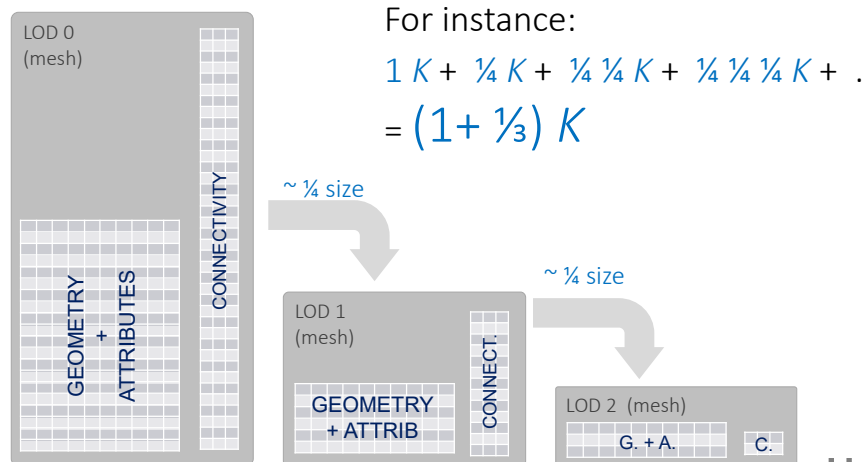 LOD 0
(mesh)
For instance:
1 K + ¼ K + ¼ ¼ K + ¼ ¼ ¼ K + .
= (1+ ⅓) K
CONNECTIVITY
GEOMETRY
+
ATTRIBUTES
~ ¼ size
LOD 1
(mesh)
CONNECT.
GEOMETRY
+ ATTRIB
~ ¼ size
LOD 2 (mesh)
G. + A.
C.